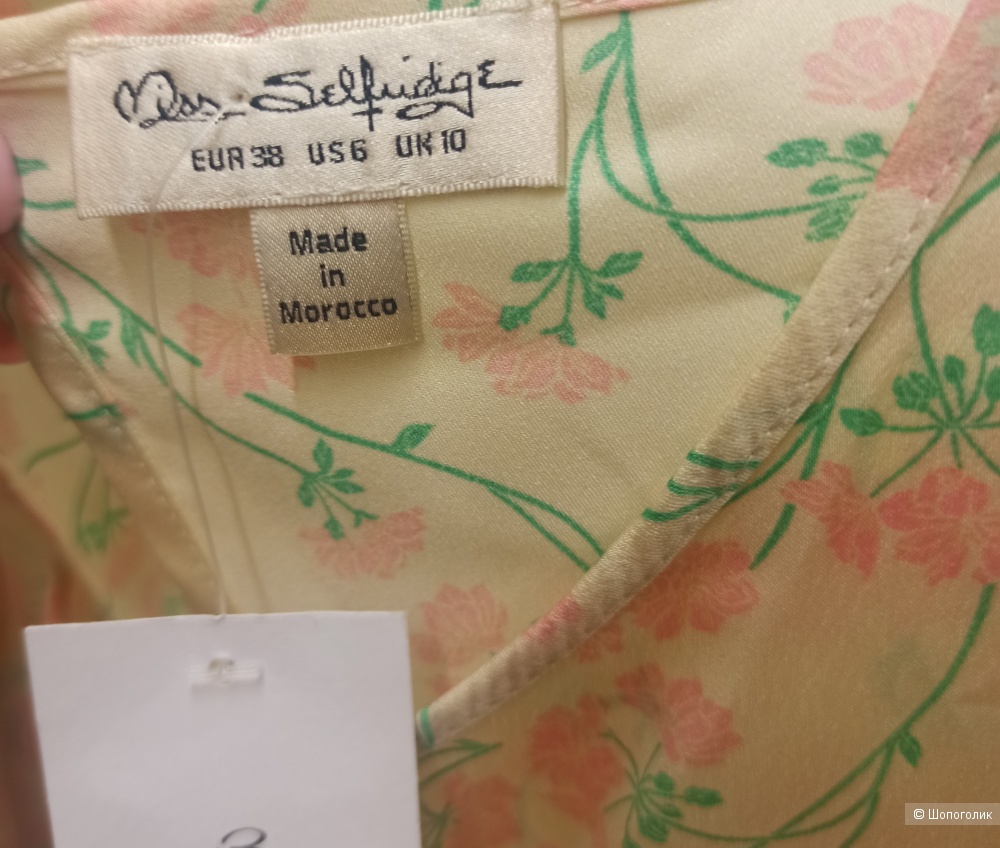 Miss Selfridge
EUR 38 US 6 UK 10
Made
in
Morocco
© Шопоголик